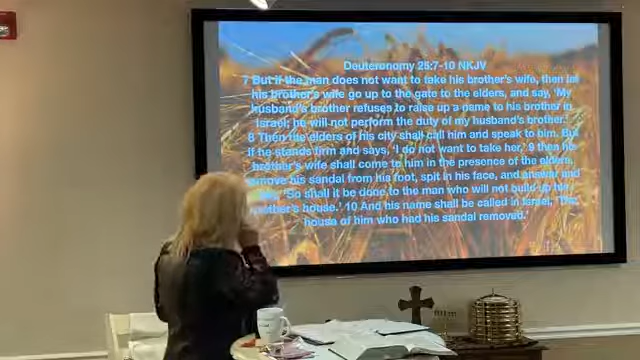 Deuteronomy 25:7-10 NKJV
7 But if the man does not want to take his brother's wife, then let
his brother's wife go up to the gate to the elders, and say, 'My
husband's brother refuses to raise up a name to his brother in
Israel; he will not perform the duty of my husband's brother.'
8 Then the elders of his city shall call him and speak to him. But
if he stands firm and says, 'I do not want to take her,' 9 then his
brother's wife shall come to him in the presence of the elders,
remove his sandal from his foot, spit in his face, and answer and
say, 'So shall it be done to the man who will not build up his
brother's house.' 10 And his name shall be called in Israel, 'The
house of him who had his sandal removed.'